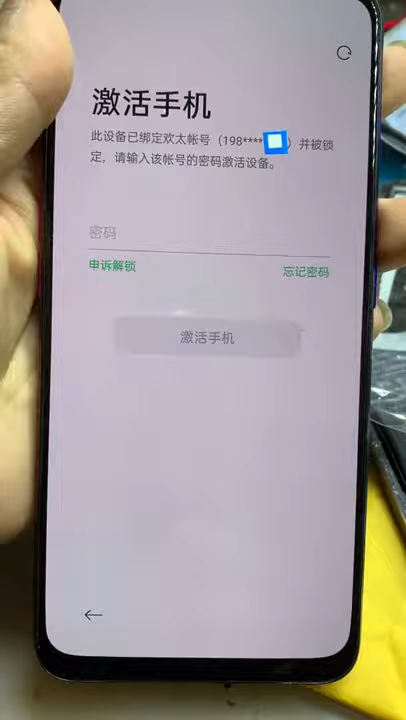 激活手机
此设备已绑定欢太帐号（198****）并被锁
定，请输入该帐号的密码激活设备。
密码
申诉解锁 忘记密码
激活手机